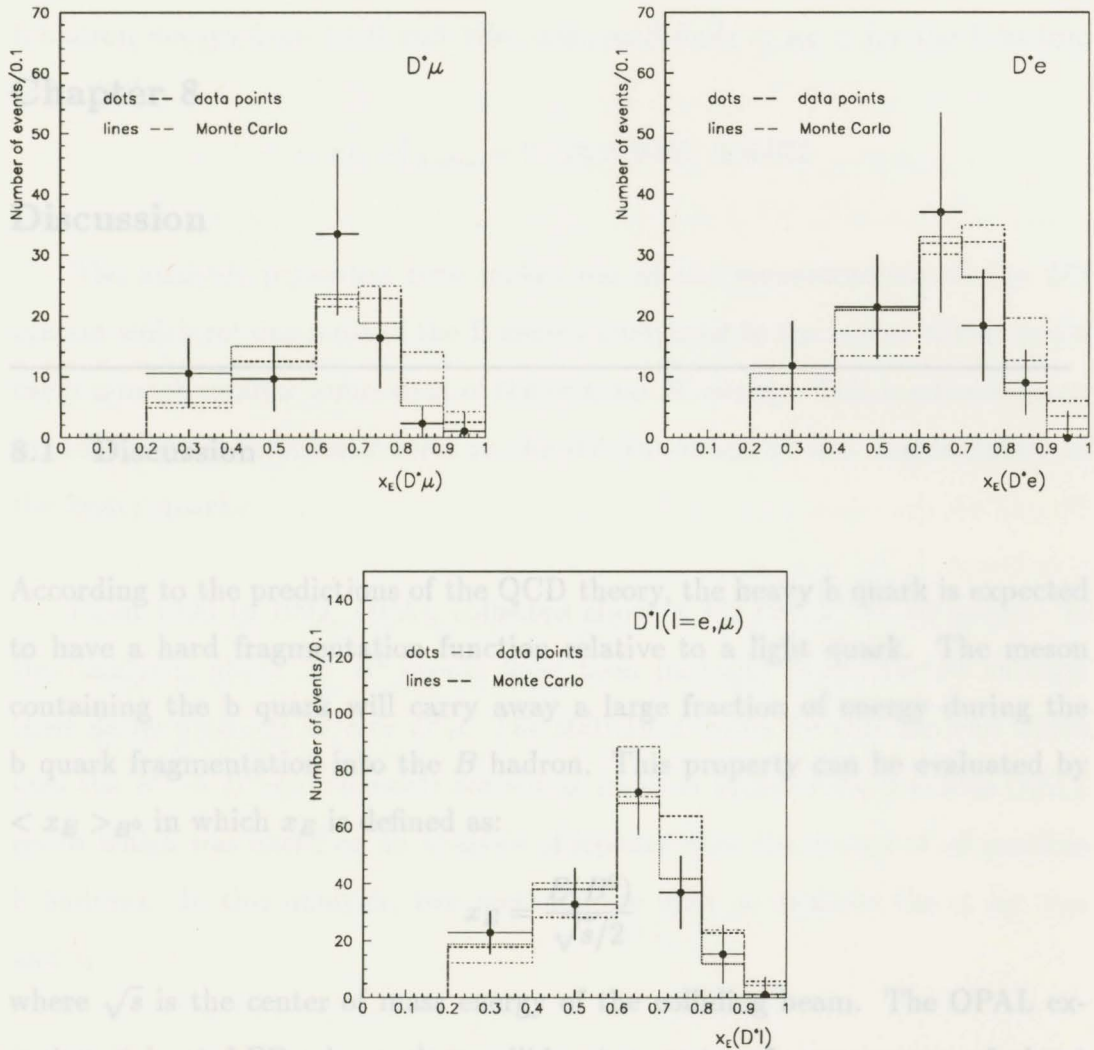 Chapter 8
Discussion
8.1 Discussion
D*μ
dots — data points
lines –– Monte Carlo
Number of events/0.1
70
60
50
40
30
20
10
0
0 0.1 0.2 0.3 0.4 0.5 0.6 0.7 0.8 0.9 1
x_E(D*μ)
D*e
dots –– data points
lines –– Monte Carlo
Number of events/0.1
70
60
50
40
30
20
10
0
0 0.1 0.2 0.3 0.4 0.5 0.6 0.7 0.8 0.9 1
x_E(D*e)
According to the predictions of the QCD theory, the heavy b quark is expected
to have a hard fragmentation function relative to a light quark. The meson
containing the b quark will carry away a large fraction of energy during the
b quark fragmentation into the B hadron. This property can be evaluated by
< x_E > in which x_E is defined as:
√s/2
where √s is the center of mass energy of the colliding beam. The OPAL ex-
D*l(l=e,μ)
dots –– data points
lines –– Monte Carlo
Number of events/0.1
140
120
100
80
60
40
20
0
0 0.1 0.2 0.3 0.4 0.5 0.6 0.7 0.8 0.9 1
x_E(D*l)